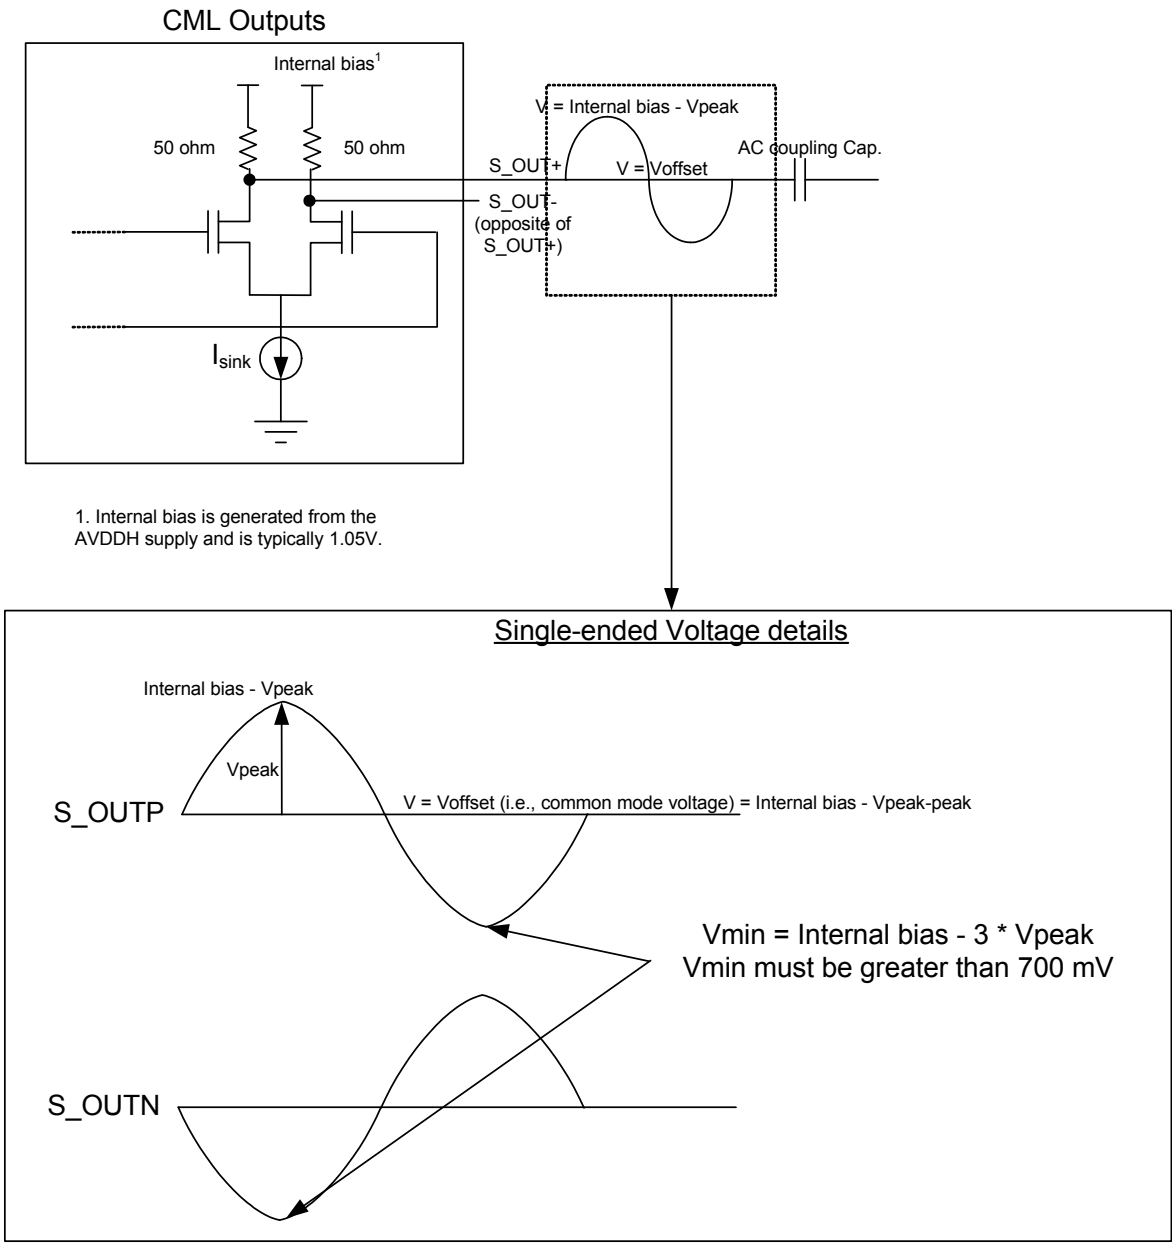 CML Outputs
Internal bias1
50 ohm
50 ohm
V = Internal bias - Vpeak
AC coupling Cap.
S_OUT+
V = Voffset
S_OUT-
(opposite of
S_OUT+)
Isink
1. Internal bias is generated from the
AVDDH supply and is typically 1.05V.
Single-ended Voltage details
Internal bias - Vpeak
Vpeak
V = Voffset (i.e., common mode voltage) = Internal bias - Vpeak-peak
S_OUTP
Vmin = Internal bias - 3 * Vpeak
Vmin must be greater than 700 mV
S_OUTN